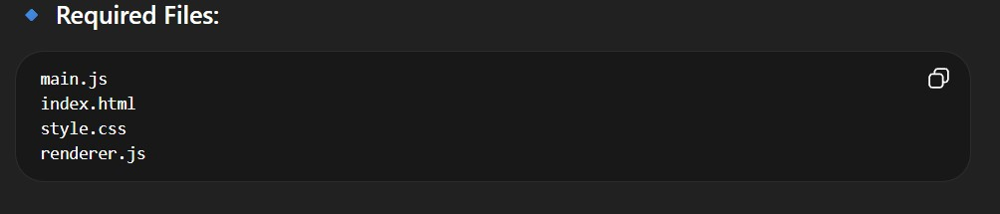 Required Files:
main.js
index.html
style.css
renderer.js